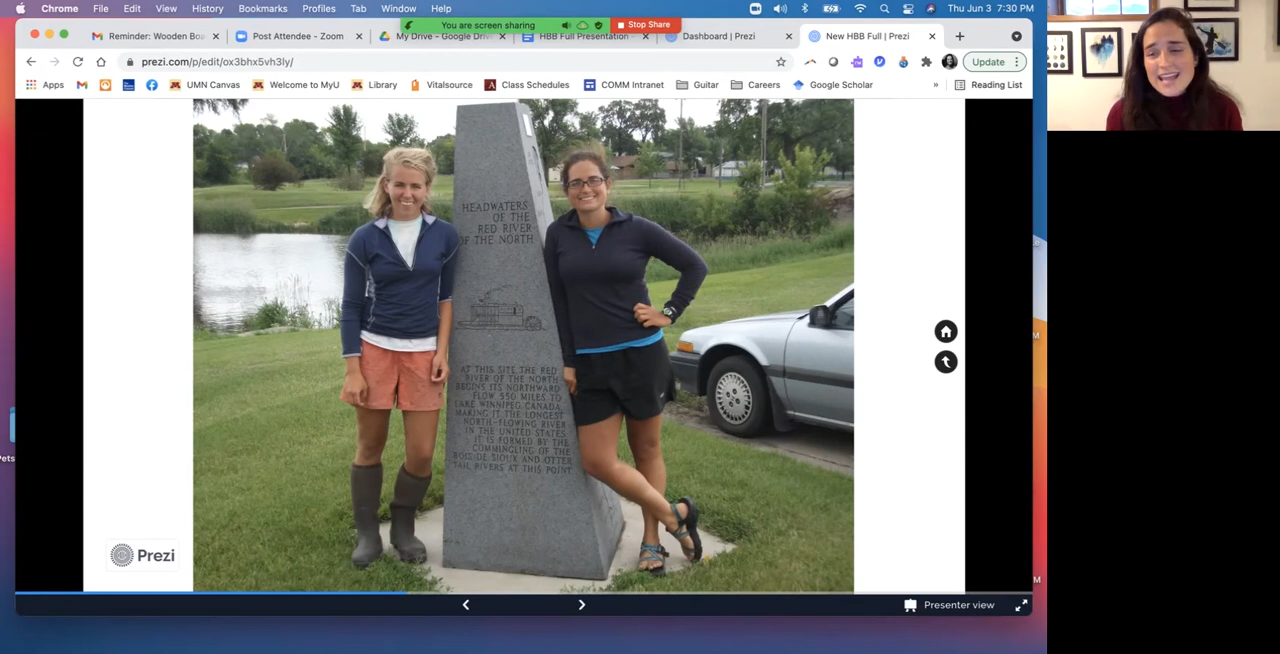 Chrome File Edit View History Bookmarks Profiles Tab Window Help Thu Jun 3 7:30 PM
You are screen sharing Stop Share
Reminder: Wooden Boa Post Attendee - Zoom My Drive - Google Driv HBB Full Presentation - Dashboard | Prezi New HBB Full | Prezi
prezi.com/p/edit/ox3bhx5vh3ly/ Update
Apps UMN Canvas Welcome to MyU Library Vitalsource Class Schedules COMM Intranet Guitar Careers Google Scholar » Reading List
HEADWATERS
OF THE
RED RIVER
OF THE NORTH
AT THIS SITE THE RED
RIVER OF THE NORTH
BEGINS ITS NORTHWARD
FLOW 550 MILES TO
LAKE WINNIPEG, CANADA,
MAKING IT THE LONGEST
NORTH-FLOWING RIVER
IN THE UNITED STATES.
IT IS FORMED BY THE
COMMINGLING OF THE
BOIS DE SIOUX AND OTTER
TAIL RIVERS AT THIS POINT
Prezi
Presenter view